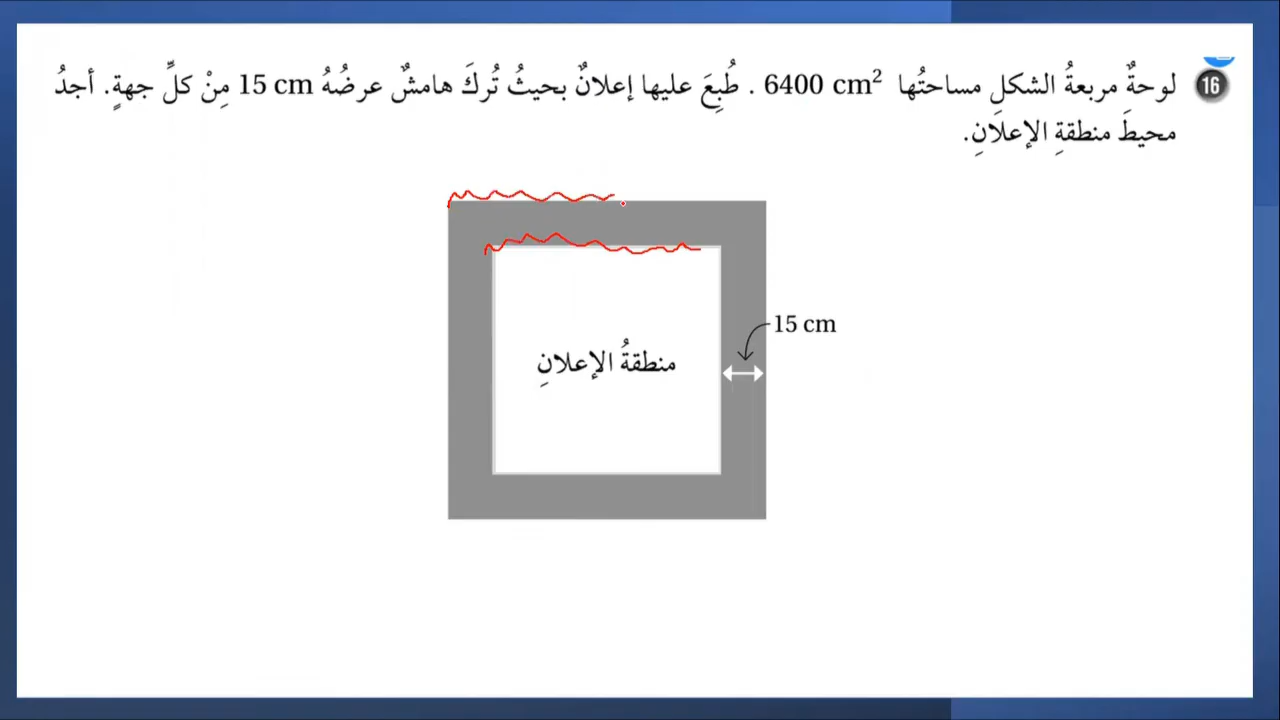 16 لوحةٌ مربعةُ الشكلِ مساحتُها 6400 cm². طُبِعَ عليها إعلانٌ بحيثُ تُركَ هامشٌ عرضُهُ 15 cm مِنْ كلِّ جهةٍ. أجدُ
محيطَ منطقةِ الإعلانِ.
15 cm
منطقةُ الإعلانِ